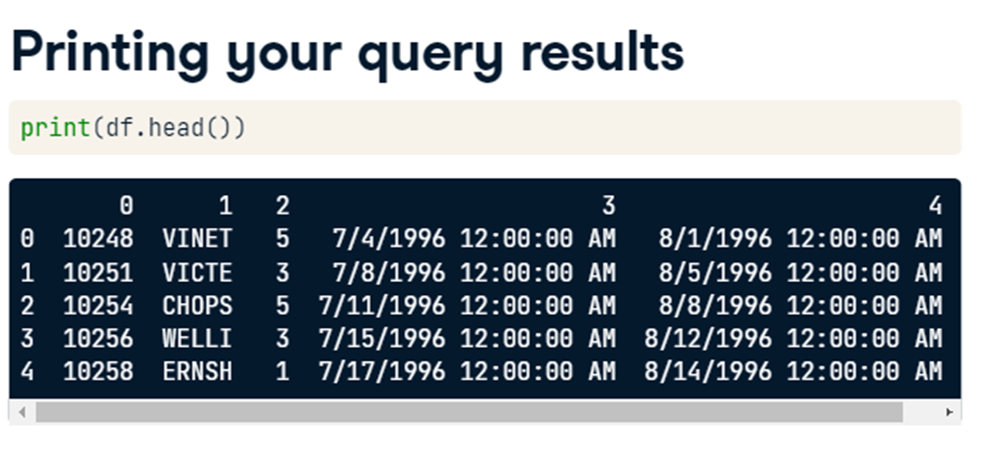 Printing your query results
print(df.head())
0 1 2 3 4
0 10248 VINET 5 7/4/1996 12:00:00 AM 8/1/1996 12:00:00 AM
1 10251 VICTE 3 7/8/1996 12:00:00 AM 8/5/1996 12:00:00 AM
2 10254 CHOPS 5 7/11/1996 12:00:00 AM 8/8/1996 12:00:00 AM
3 10256 WELLI 3 7/15/1996 12:00:00 AM 8/12/1996 12:00:00 AM
4 10258 ERNSH 1 7/17/1996 12:00:00 AM 8/14/1996 12:00:00 AM